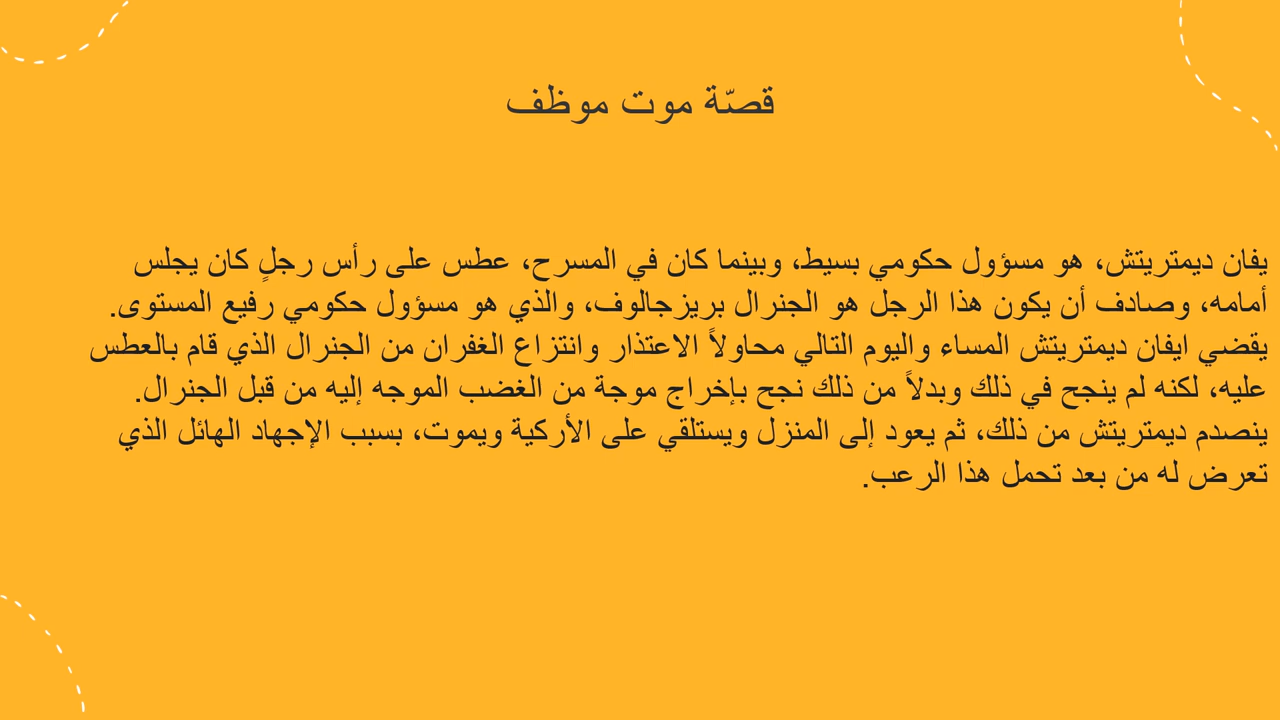 قصّة موت موظف
يفان ديمتريتش، هو مسؤول حكومي بسيط، وبينما كان في المسرح، عطس على رأس رجلٍ كان يجلس
أمامه، وصادف أن يكون هذا الرجل هو الجنرال بريزجالوف، والذي هو مسؤول حكومي رفيع المستوى.
يقضي ايفان ديمتريتش المساء واليوم التالي محاولاً الاعتذار وانتزاع الغفران من الجنرال الذي قام بالعطس
عليه، لكنه لم ينجح في ذلك وبدلاً من ذلك نجح بإخراج موجة من الغضب الموجه إليه من قبل الجنرال.
ينصدم ديمتريتش من ذلك، ثم يعود إلى المنزل ويستلقي على الأركية ويموت، بسبب الإجهاد الهائل الذي
تعرض له من بعد تحمل هذا الرعب.